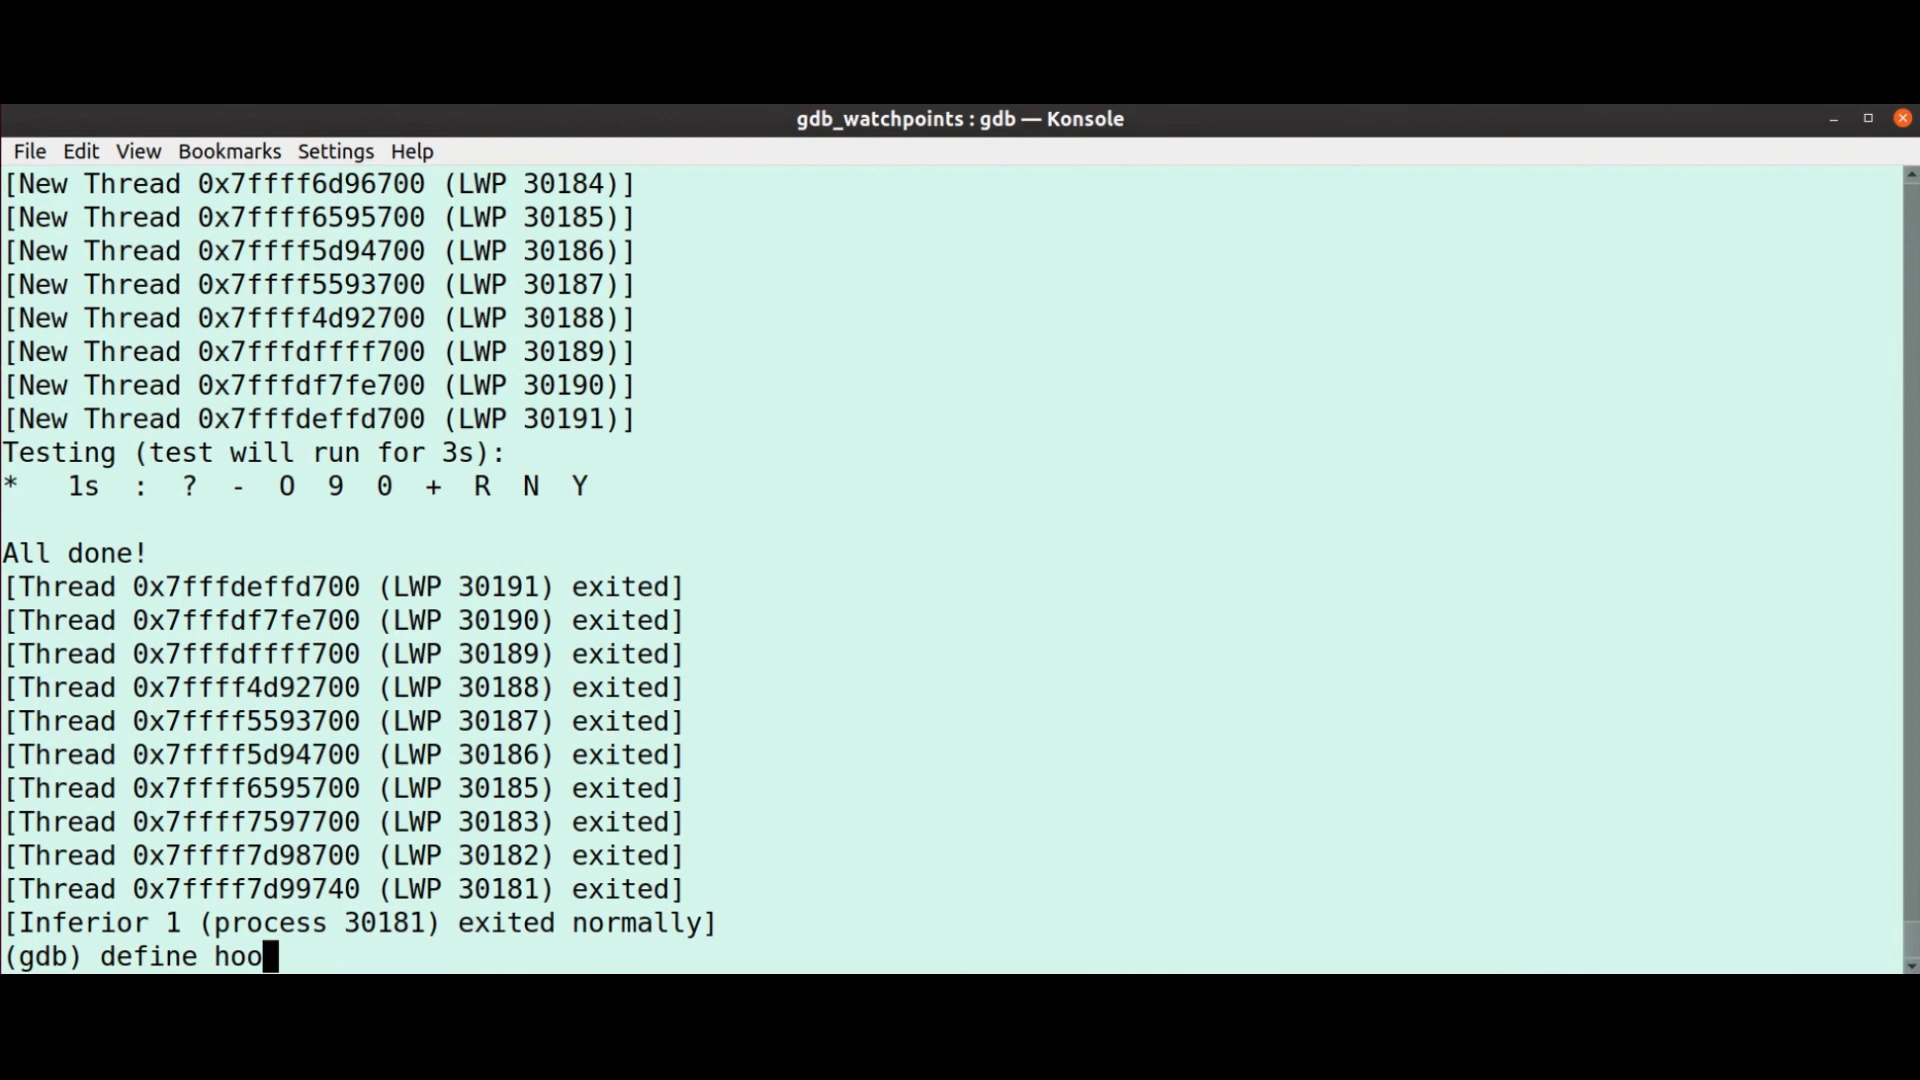 gdb_watchpoints : gdb — Konsole
File Edit View Bookmarks Settings Help
[New Thread 0x7ffff6d96700 (LWP 30184)]
[New Thread 0x7ffff6595700 (LWP 30185)]
[New Thread 0x7ffff5d94700 (LWP 30186)]
[New Thread 0x7ffff5593700 (LWP 30187)]
[New Thread 0x7ffff4d92700 (LWP 30188)]
[New Thread 0x7fffdffff700 (LWP 30189)]
[New Thread 0x7fffdf7fe700 (LWP 30190)]
[New Thread 0x7fffdeffd700 (LWP 30191)]
Testing (test will run for 3s):
* 1s : ? - O 9 0 + R N Y
All done!
[Thread 0x7fffdeffd700 (LWP 30191) exited]
[Thread 0x7fffdf7fe700 (LWP 30190) exited]
[Thread 0x7fffdffff700 (LWP 30189) exited]
[Thread 0x7ffff4d92700 (LWP 30188) exited]
[Thread 0x7ffff5593700 (LWP 30187) exited]
[Thread 0x7ffff5d94700 (LWP 30186) exited]
[Thread 0x7ffff6595700 (LWP 30185) exited]
[Thread 0x7ffff7597700 (LWP 30183) exited]
[Thread 0x7ffff7d98700 (LWP 30182) exited]
[Thread 0x7ffff7d99740 (LWP 30181) exited]
[Inferior 1 (process 30181) exited normally]
(gdb) define hoo